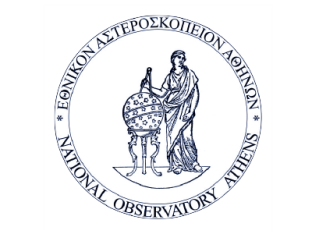 * ΕΘΝΙΚΟΝ ΑΣΤΕΡΟΣΚΟΠΕΙΟΝ ΑΘΗΝΩΝ *
NATIONAL OBSERVATORY ATHENS